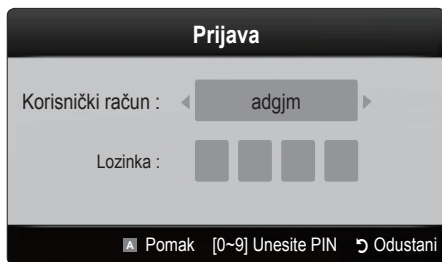 Prijava
Korisnički račun : adgjm
Lozinka :
A Pomak [0~9] Unesite PIN Odustani